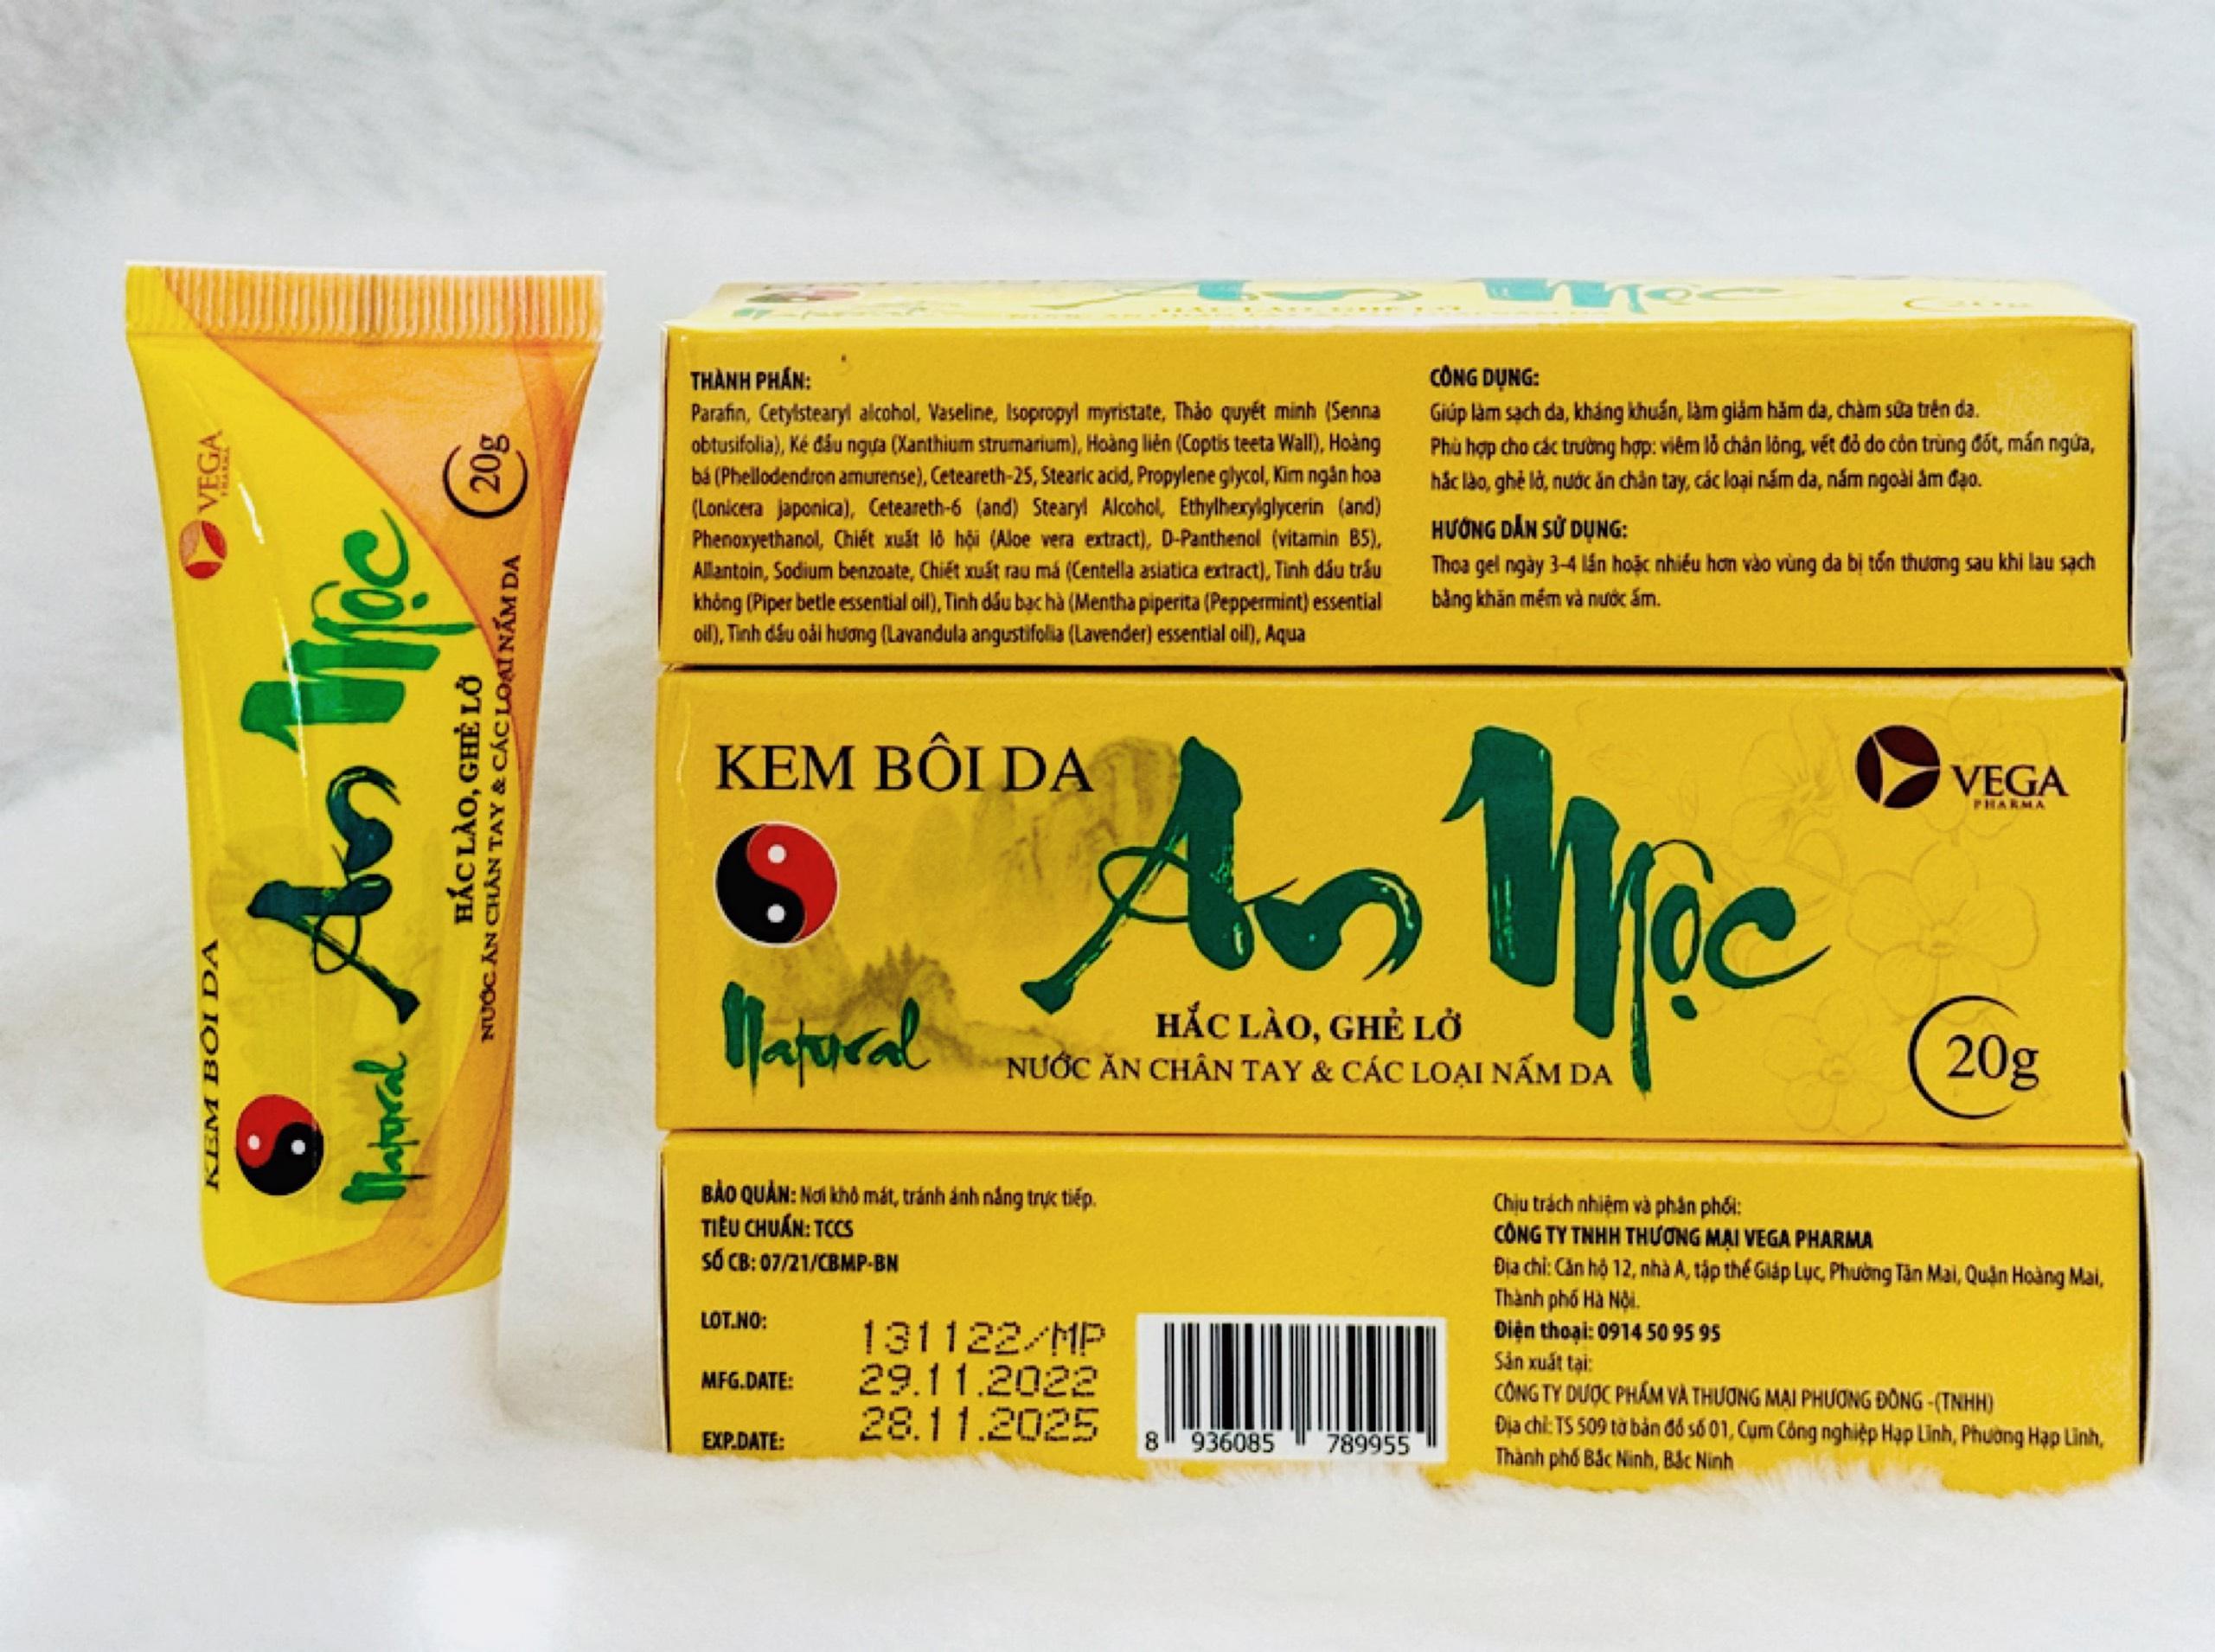 VEGA
PHARMA
20g
KEM BÔI DA
An Mộc
Natural
HẮC LÀO, GHẺ LỞ
NƯỚC ĂN CHÂN TAY & CÁC LOẠI NẤM DA
Natural
An Mộc
20g
THÀNH PHẦN:
Parafin, Cetylstearyl alcohol, Vaseline, Isopropyl myristate, Thảo quyết minh (Senna
obtusifolia), Ké đầu ngựa (Xanthium strumarium), Hoàng liên (Coptis teeta Wall), Hoàng
bá (Phellodendron amurense), Ceteareth-25, Stearic acid, Propylene glycol, Kim ngân hoa
(Lonicera japonica), Ceteareth-6 (and) Stearyl Alcohol, Ethylhexylglycerin (and)
Phenoxyethanol, Chiết xuất lô hội (Aloe vera extract), D-Panthenol (vitamin B5),
Allantoin, Sodium benzoate, Chiết xuất rau má (Centella asiatica extract), Tinh dầu trầu
không (Piper betle essential oil), Tinh dầu bạc hà (Mentha piperita (Peppermint) essential
oil), Tinh dầu oải hương (Lavandula angustifolia (Lavender) essential oil), Aqua
CÔNG DỤNG:
Giúp làm sạch da, kháng khuẩn, làm giảm hăm da, chàm sữa trên da.
Phù hợp cho các trường hợp: viêm lỗ chân lông, vết đỏ do côn trùng đốt, mẩn ngứa,
hắc lào, ghẻ lở, nước ăn chân tay, các loại nấm da, nấm ngoài âm đạo.
HƯỚNG DẪN SỬ DỤNG:
Thoa gel ngày 3-4 lần hoặc nhiều hơn vào vùng da bị tổn thương sau khi lau sạch
bằng khăn mềm và nước ấm.
KEM BÔI DA
An Mộc
VEGA
PHARMA
Natural
HẮC LÀO, GHẺ LỞ
NƯỚC ĂN CHÂN TAY & CÁC LOẠI NẤM DA
20g
BẢO QUẢN: Nơi khô mát, tránh ánh nắng trực tiếp.
TIÊU CHUẨN: TCCS
SỐ CB: 07/21/CBMP-BN
LOT.NO: 131122/MP
MFG.DATE: 29.11.2022
EXP.DATE: 28.11.2025
8 936085 789955
Chịu trách nhiệm và phân phối:
CÔNG TY TNHH THƯƠNG MẠI VEGA PHARMA
Địa chỉ: Căn hộ 12, nhà A, tập thể Giáp Lục, Phường Tân Mai, Quận Hoàng Mai,
Thành phố Hà Nội.
Điện thoại: 0914 50 95 95
Sản xuất tại:
CÔNG TY DƯỢC PHẨM VÀ THƯƠNG MẠI PHƯƠNG ĐÔNG -(TNHH)
Địa chỉ: TS 509 tờ bản đồ số 01, Cụm Công nghiệp Hạp Lĩnh, Phường Hạp Lĩnh,
Thành phố Bắc Ninh, Bắc Ninh